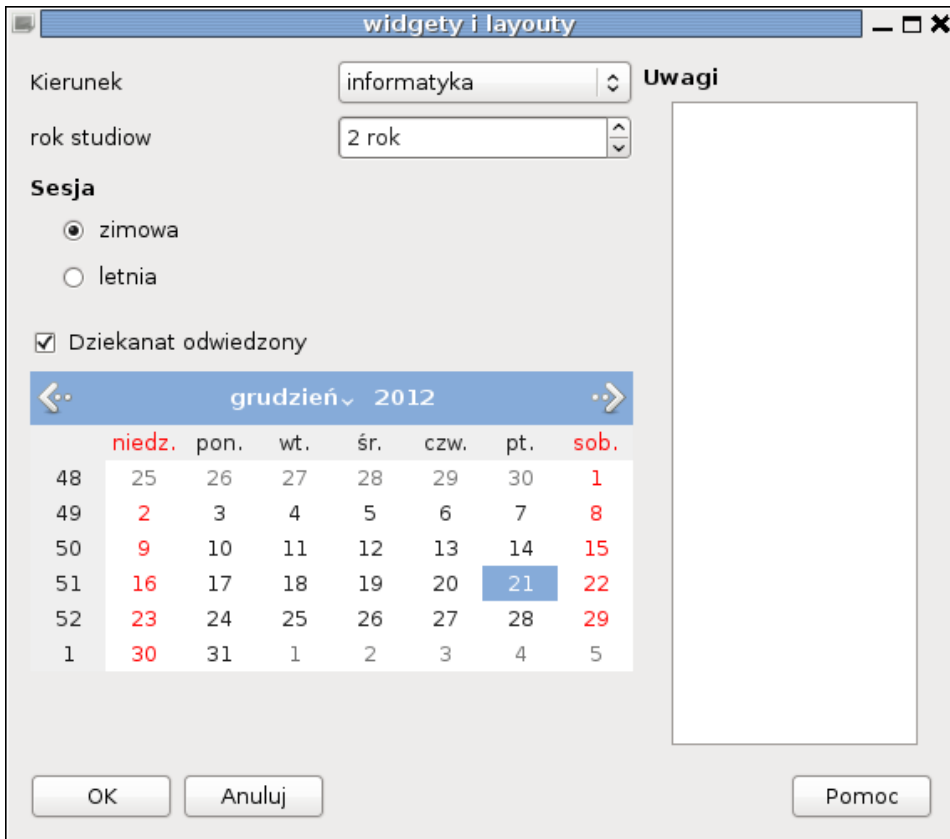 widgety i layouty
Kierunek
informatyka
Uwagi
rok studiow
2 rok
Sesja
zimowa
letnia
Dziekanat odwiedzony
grudzień 2012
niedz. pon. wt. śr. czw. pt. sob.
48 25 26 27 28 29 30 1
49 2 3 4 5 6 7 8
50 9 10 11 12 13 14 15
51 16 17 18 19 20 21 22
52 23 24 25 26 27 28 29
1 30 31 1 2 3 4 5
OK
Anuluj
Pomoc